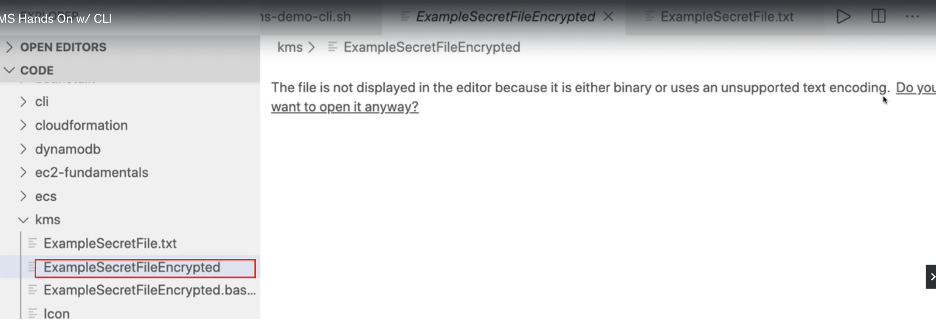 MS Hands On w/ CLI
ns-demo-cli.sh
ExampleSecretFileEncrypted
ExampleSecretFile.txt
OPEN EDITORS
kms > ExampleSecretFileEncrypted
CODE
The file is not displayed in the editor because it is either binary or uses an unsupported text encoding. Do you
want to open it anyway?
cli
cloudformation
dynamodb
ec2-fundamentals
ecs
kms
ExampleSecretFile.txt
ExampleSecretFileEncrypted
ExampleSecretFileEncrypted.bas...
Icon